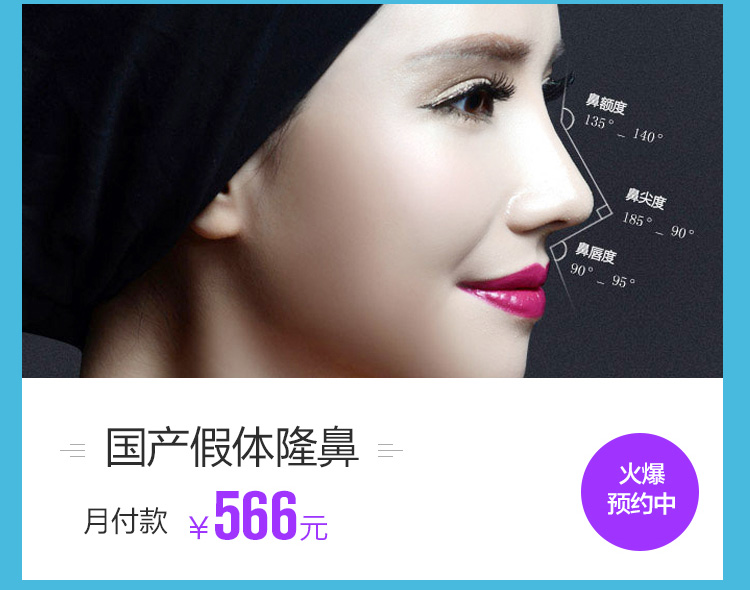 鼻额度
135° – 140°
鼻尖度
185° – 90°
鼻唇度
90° – 95°
国产假体隆鼻
月付款 ¥566元
火爆
预约中